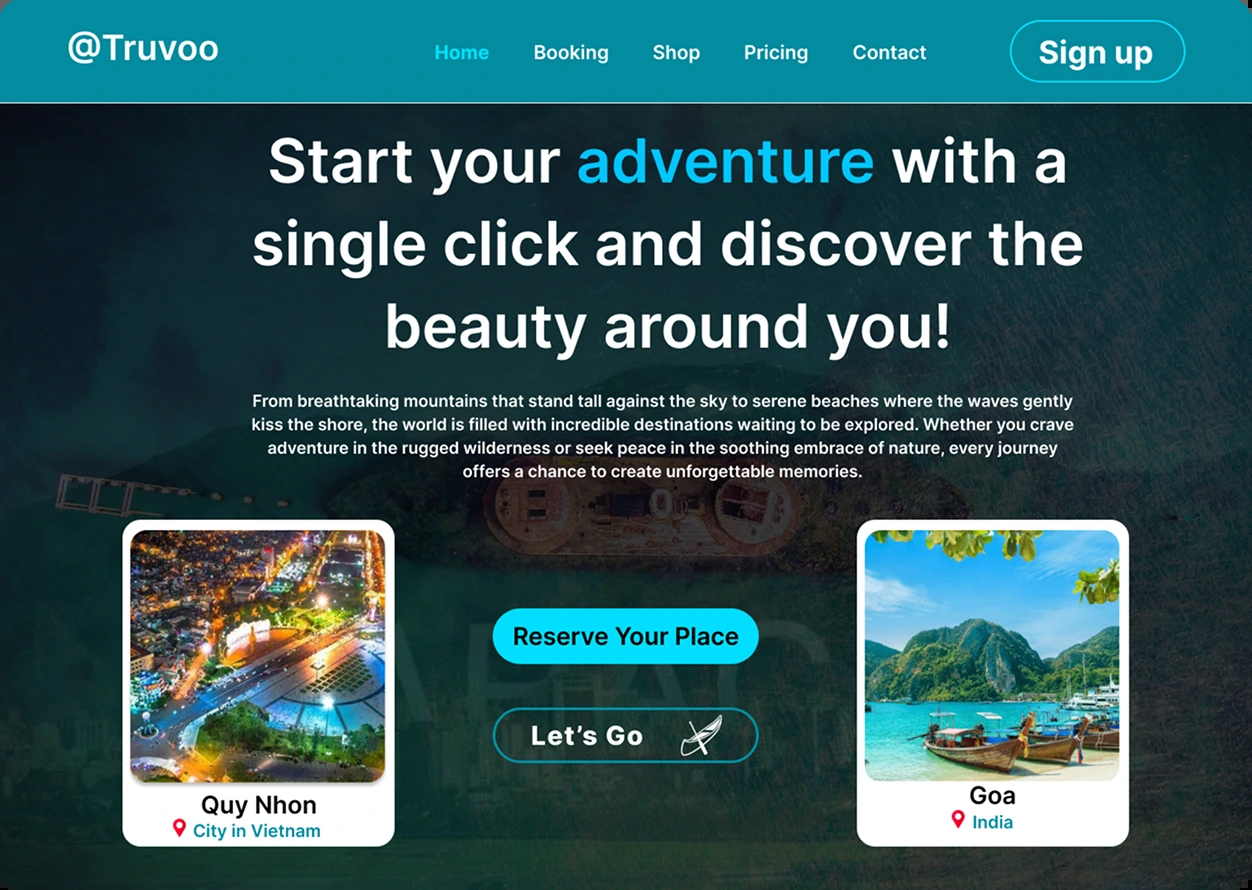 @Truvoo
Home
Booking
Shop
Pricing
Contact
Sign up
Start your adventure with a
single click and discover the
beauty around you!
From breathtaking mountains that stand tall against the sky to serene beaches where the waves gently
kiss the shore, the world is filled with incredible destinations waiting to be explored. Whether you crave
adventure in the rugged wilderness or seek peace in the soothing embrace of nature, every journey
offers a chance to create unforgettable memories.
Reserve Your Place
Let’s Go
Quy Nhon
City in Vietnam
Goa
India